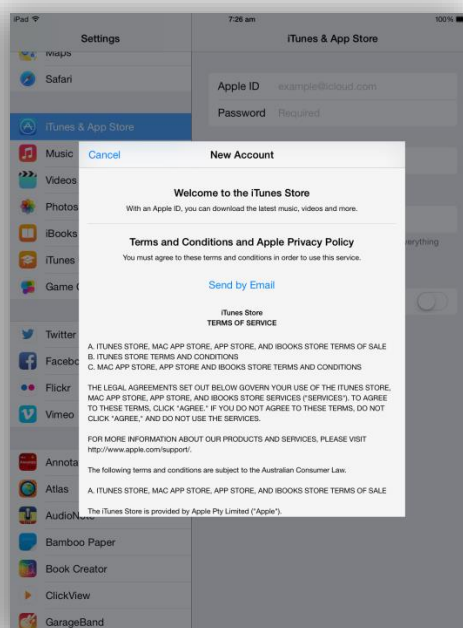 iPad
7:26 am
100%
Settings
iTunes & App Store
Maps
Safari
Apple ID example@icloud.com
Password Required
iTunes & App Store
Music
Cancel
New Account
Videos
Welcome to the iTunes Store
Photos
With an Apple ID, you can download the latest music, videos and more.
iBooks
Terms and Conditions and Apple Privacy Policy
erything
iTunes
You must agree to these terms and conditions in order to use this service.
Game C
Send by Email
iTunes Store
TERMS OF SERVICE
Twitter
A. ITUNES STORE, MAC APP STORE, APP STORE, AND IBOOKS STORE TERMS OF SALE
B. ITUNES STORE TERMS AND CONDITIONS
Facebo
C. MAC APP STORE, APP STORE AND IBOOKS STORE TERMS AND CONDITIONS
Flickr
THE LEGAL AGREEMENTS SET OUT BELOW GOVERN YOUR USE OF THE ITUNES STORE,
MAC APP STORE, APP STORE, AND IBOOKS STORE SERVICES ("SERVICES"). TO AGREE
Vimeo
TO THESE TERMS, CLICK "AGREE." IF YOU DO NOT AGREE TO THESE TERMS, DO NOT
CLICK "AGREE," AND DO NOT USE THE SERVICES.
FOR MORE INFORMATION ABOUT OUR PRODUCTS AND SERVICES, PLEASE VISIT
http://www.apple.com/support/.
Annota
The following terms and conditions are subject to the Australian Consumer Law.
Atlas
A. ITUNES STORE, MAC APP STORE, APP STORE, AND IBOOKS STORE TERMS OF SALE
AudioNote
The iTunes Store is provided by Apple Pty Limited ("Apple").
Bamboo Paper
Book Creator
ClickView
GarageBand